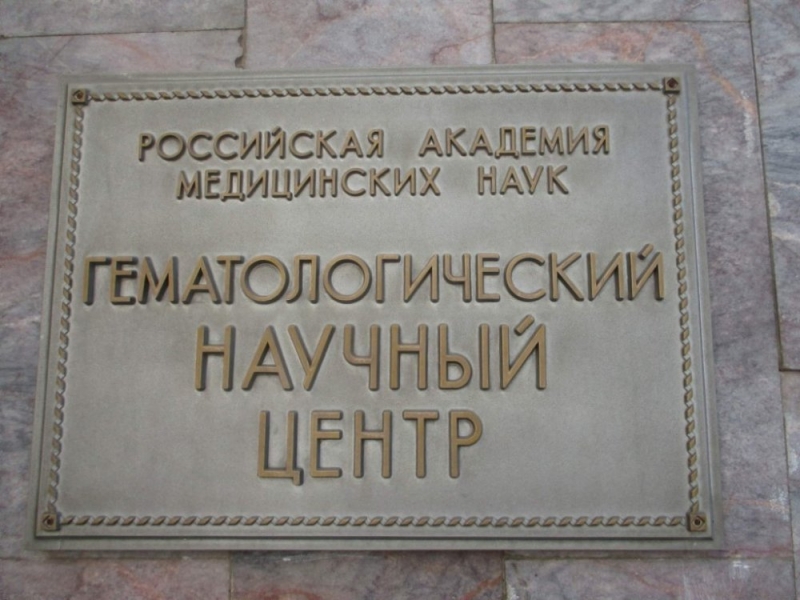 РОССИЙСКАЯ АКАДЕМИЯ
МЕДИЦИНСКИХ НАУК
ГЕМАТОЛОГИЧЕСКИЙ
НАУЧНЫЙ
ЦЕНТР